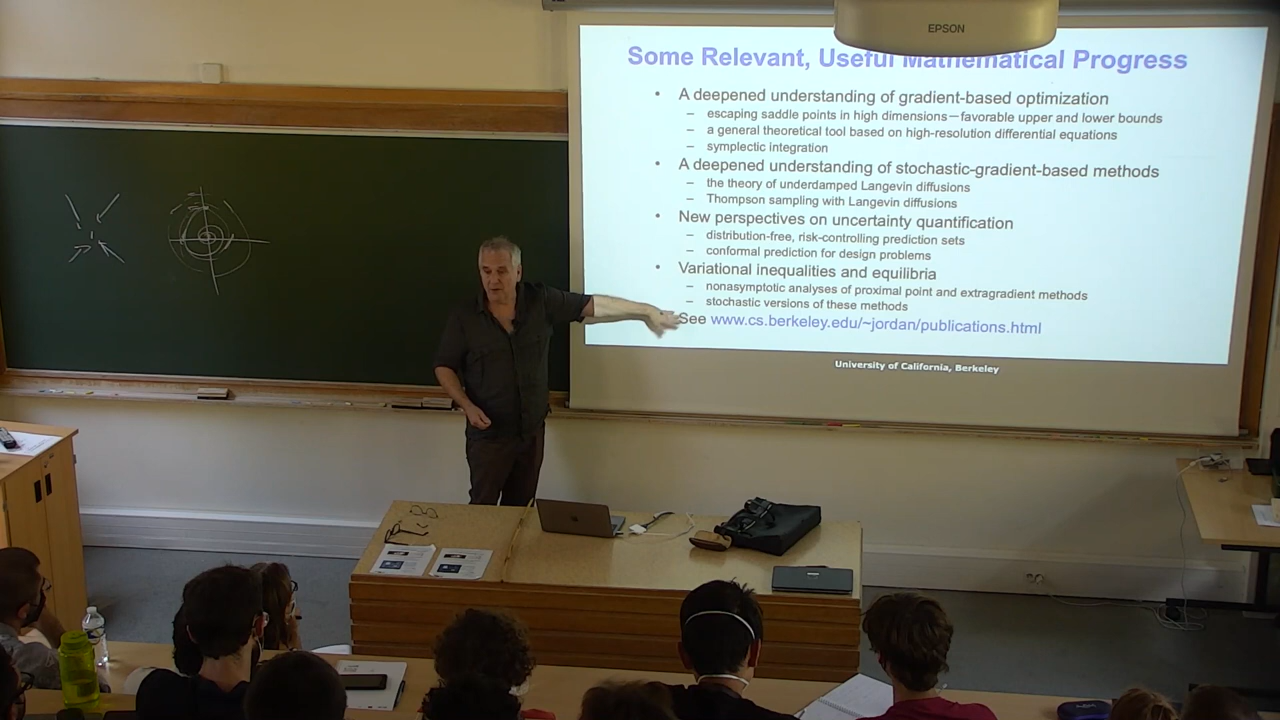 EPSON
Some Relevant, Useful Mathematical Progress
• A deepened understanding of gradient-based optimization
– escaping saddle points in high dimensions—favorable upper and lower bounds
– a general theoretical tool based on high-resolution differential equations
– symplectic integration
• A deepened understanding of stochastic-gradient-based methods
– the theory of underdamped Langevin diffusions
– Thompson sampling with Langevin diffusions
• New perspectives on uncertainty quantification
– distribution-free, risk-controlling prediction sets
– conformal prediction for design problems
• Variational inequalities and equilibria
– nonasymptotic analyses of proximal point and extragradient methods
– stochastic versions of these methods
See www.cs.berkeley.edu/~jordan/publications.html
University of California, Berkeley